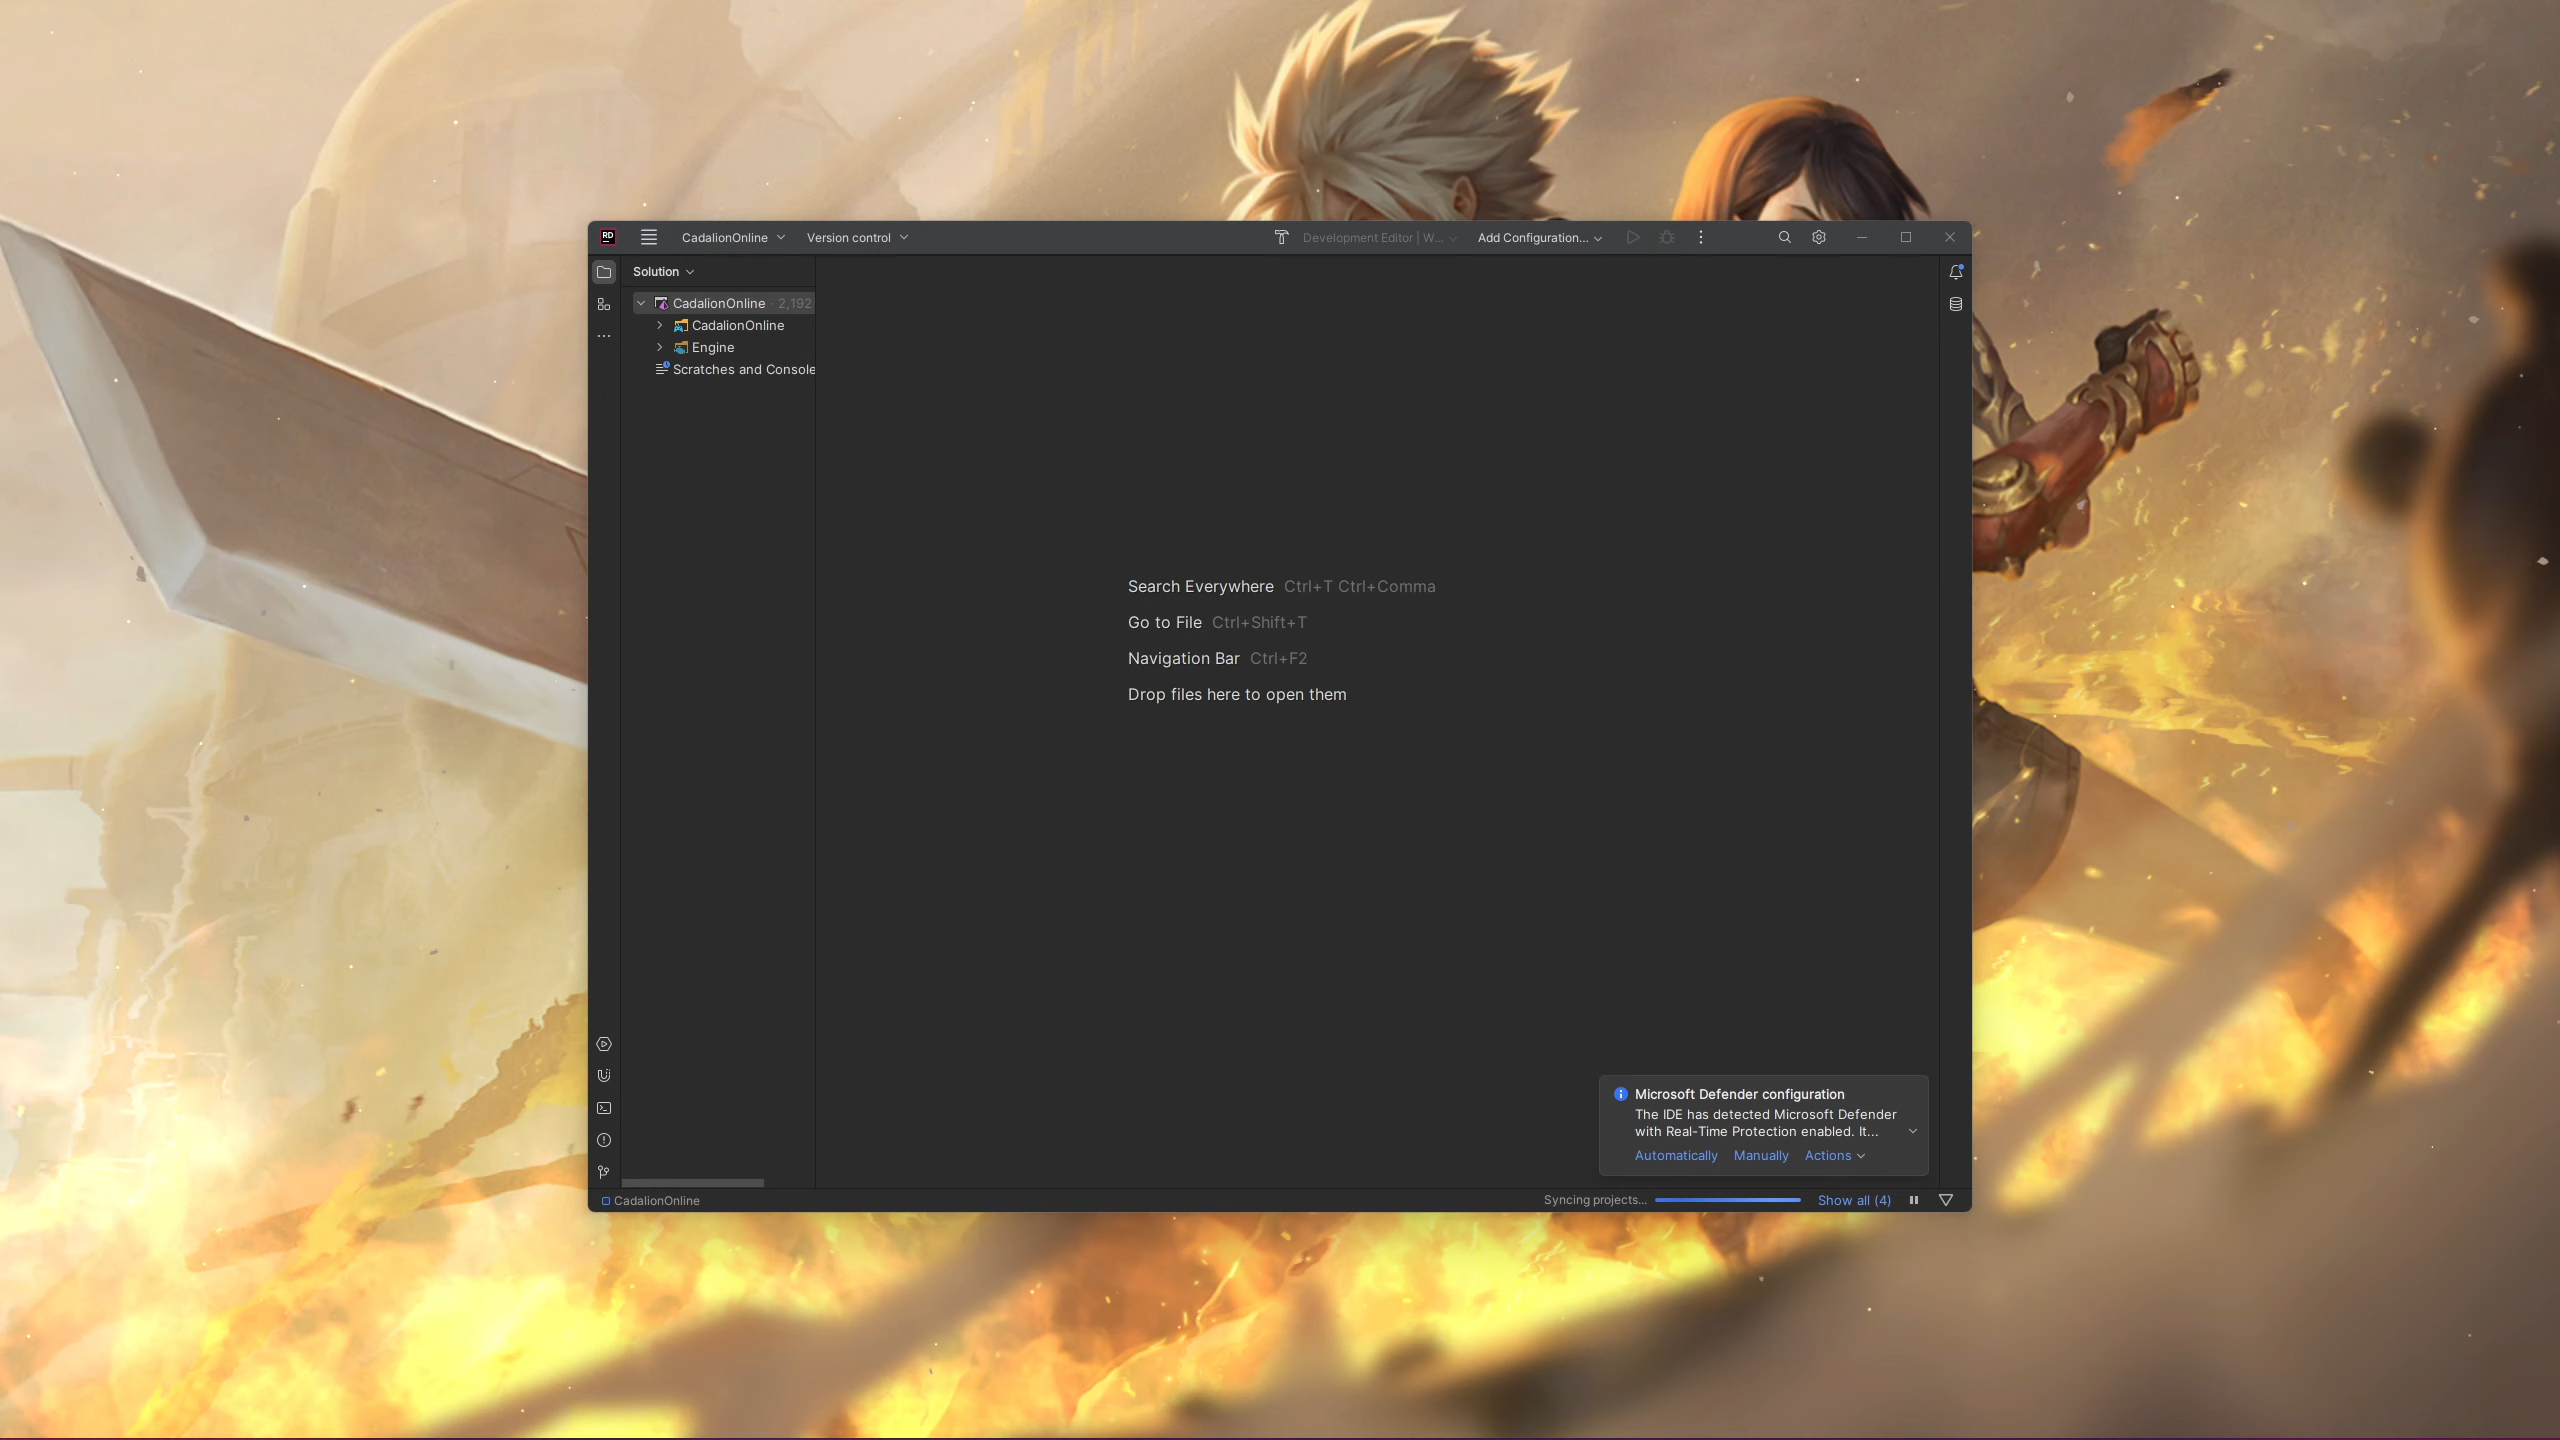 RD
CadalionOnline
Version control
Development Editor | W...
Add Configuration...
Solution
CadalionOnline · 2,192
CadalionOnline
Engine
Scratches and Console
Search Everywhere Ctrl+T Ctrl+Comma
Go to File Ctrl+Shift+T
Navigation Bar Ctrl+F2
Drop files here to open them
Microsoft Defender configuration
The IDE has detected Microsoft Defender
with Real-Time Protection enabled. It...
Automatically Manually Actions
CadalionOnline
Syncing projects...
Show all (4)